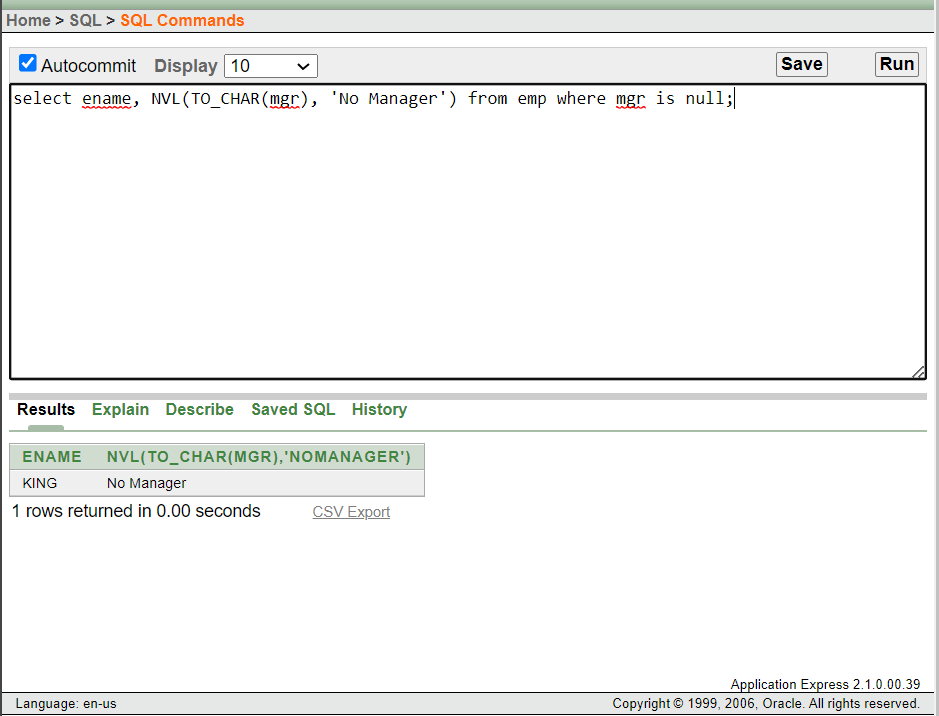 Home > SQL > SQL Commands
Autocommit Display 10 Save Run
select ename, NVL(TO_CHAR(mgr), 'No Manager') from emp where mgr is null;
Results Explain Describe Saved SQL History
ENAME NVL(TO_CHAR(MGR),'NOMANAGER')
KING No Manager
1 rows returned in 0.00 seconds CSV Export
Application Express 2.1.0.00.39
Language: en-us Copyright © 1999, 2006, Oracle. All rights reserved.